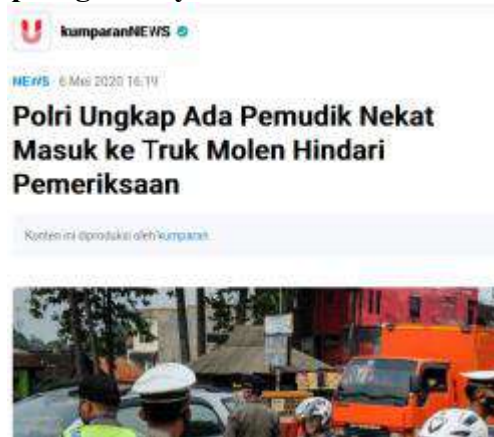 kumparanNEWS
NEWS 6 Mei 2020 16:19
Polri Ungkap Ada Pemudik Nekat
Masuk ke Truk Molen Hindari
Pemeriksaan
Konten ini diproduksi oleh kumparan